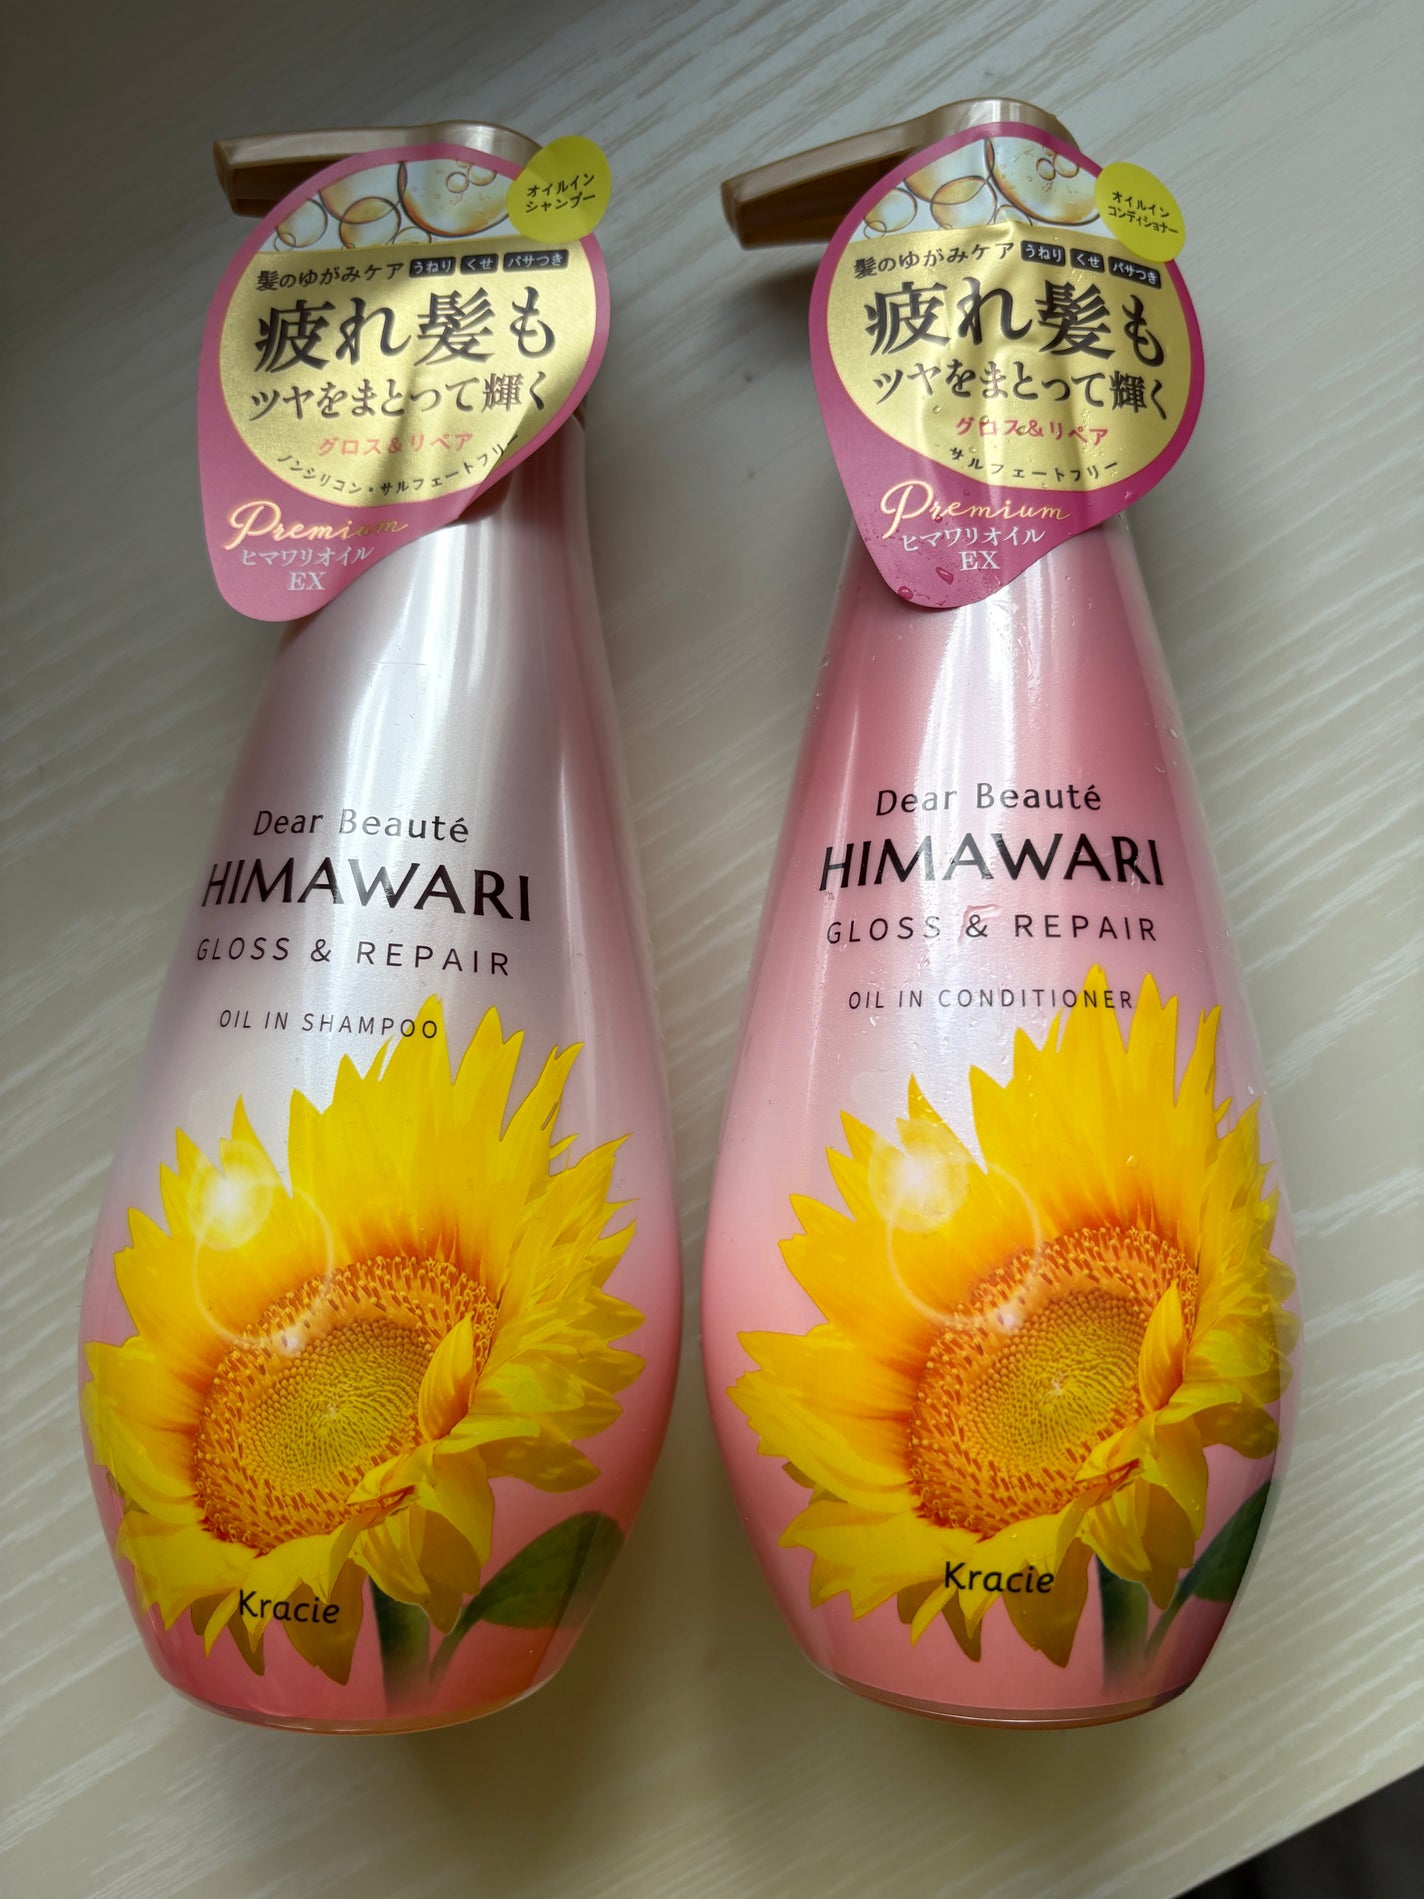 オイルイン
シャンプー
髪のゆがみケア うねり くせ パサつき
疲れ髪も
ツヤをまとって輝く
グロス&リペア
ノンシリコン・サルフェートフリー
Premium
ヒマワリオイル
EX
Dear Beauté
HIMAWARI
GLOSS & REPAIR
OIL IN SHAMPOO
Kracie
オイルイン
コンディショナー
髪のゆがみケア うねり くせ パサつき
疲れ髪も
ツヤをまとって輝く
グロス&リペア
サルフェートフリー
Premium
ヒマワリオイル
EX
Dear Beauté
HIMAWARI
GLOSS & REPAIR
OIL IN CONDITIONER
Kracie